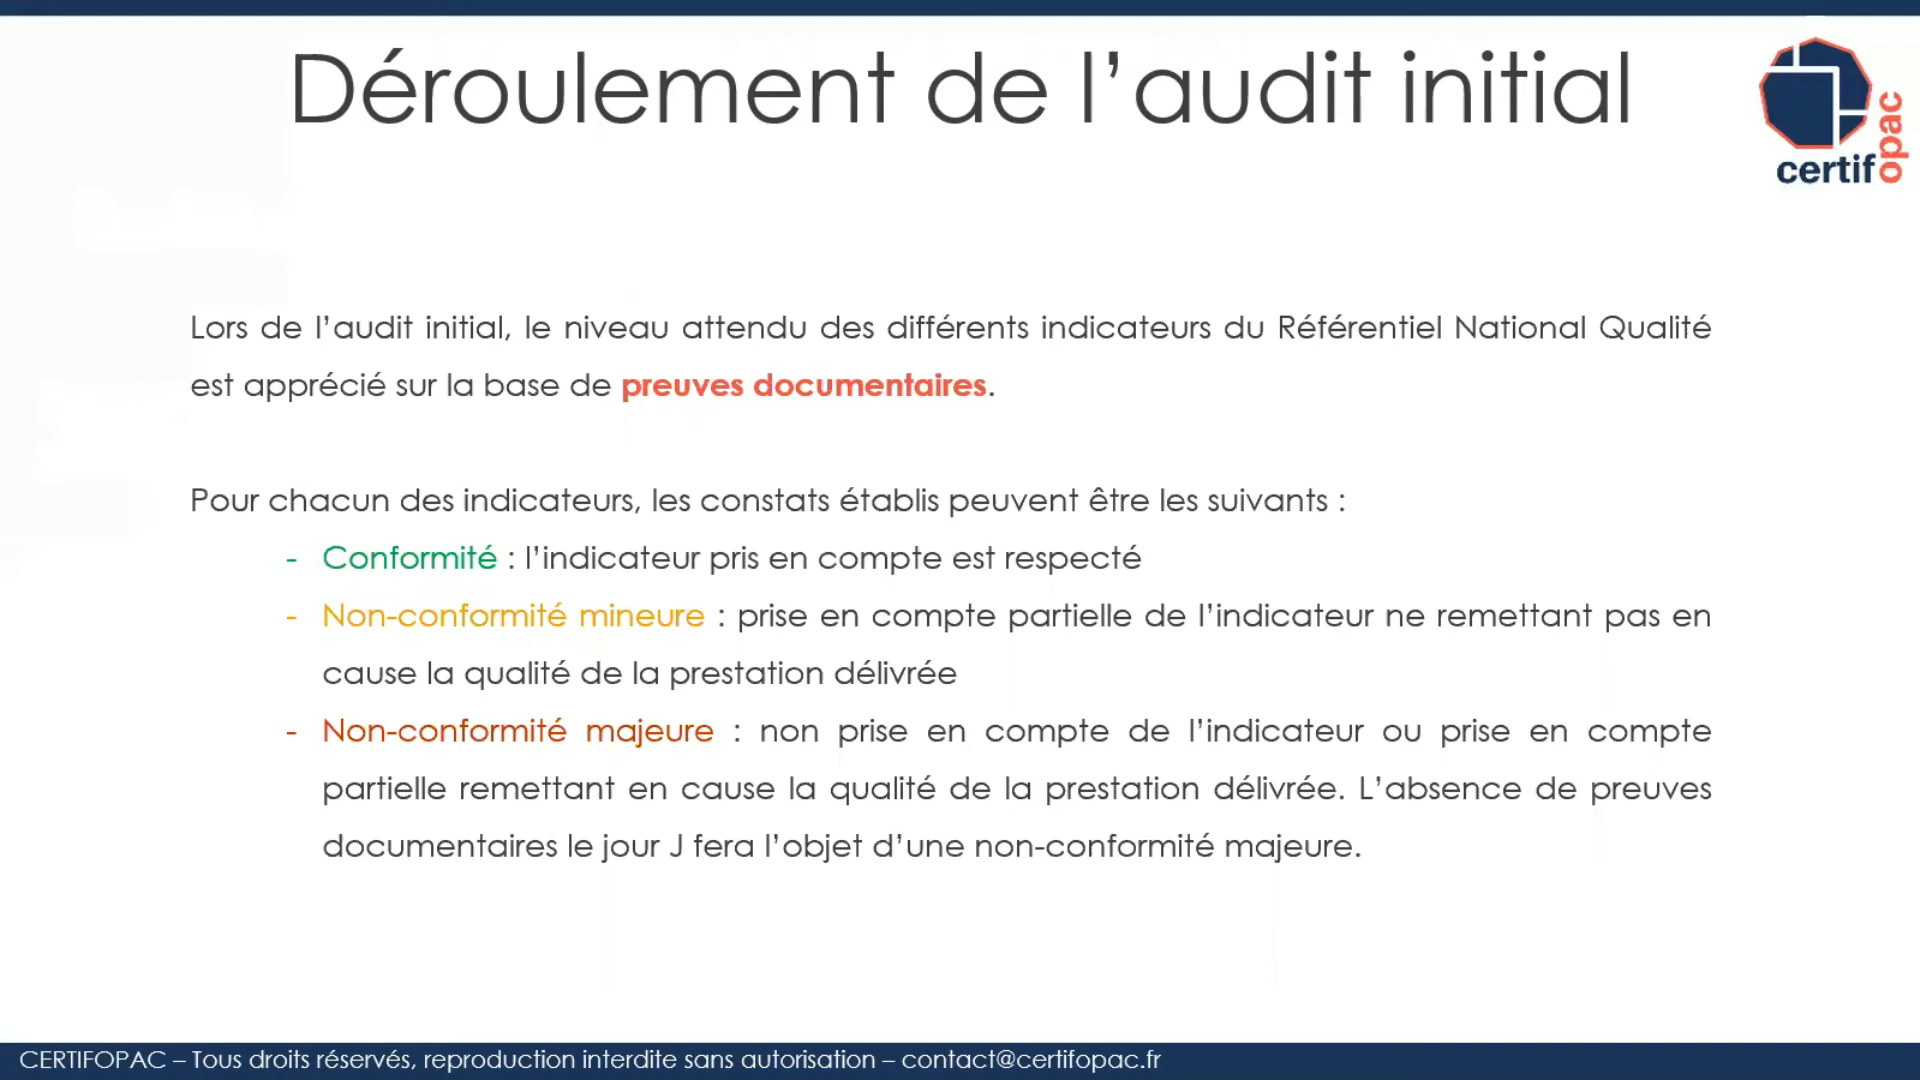 Déroulement de l’audit initial
certifopac
Lors de l’audit initial, le niveau attendu des différents indicateurs du Référentiel National Qualité
est apprécié sur la base de preuves documentaires.
Pour chacun des indicateurs, les constats établis peuvent être les suivants :
- Conformité : l’indicateur pris en compte est respecté
- Non-conformité mineure : prise en compte partielle de l’indicateur ne remettant pas en
cause la qualité de la prestation délivrée
- Non-conformité majeure : non prise en compte de l’indicateur ou prise en compte
partielle remettant en cause la qualité de la prestation délivrée. L’absence de preuves
documentaires le jour J fera l’objet d’une non-conformité majeure.
CERTIFOPAC – Tous droits réservés, reproduction interdite sans autorisation – contact@certifopac.fr